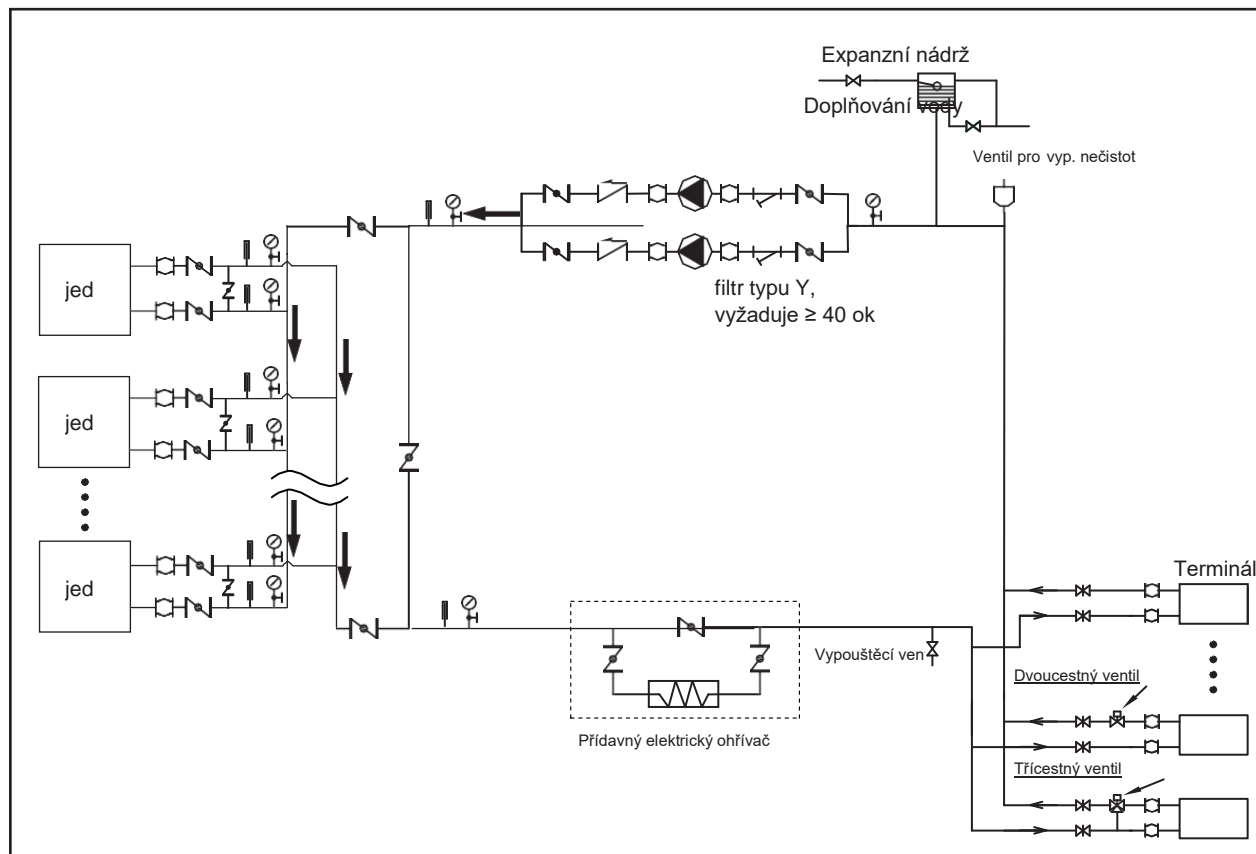 Expanzní nádrž
Doplňování vody
Ventil pro vyp. nečistot
jed
filtr typu Y,
vyžaduje ≥ 40 ok
jed
jed
Terminál
Vypouštěcí ven
Dvoucestný ventil
Přídavný elektrický ohřívač
Třícestný ventil